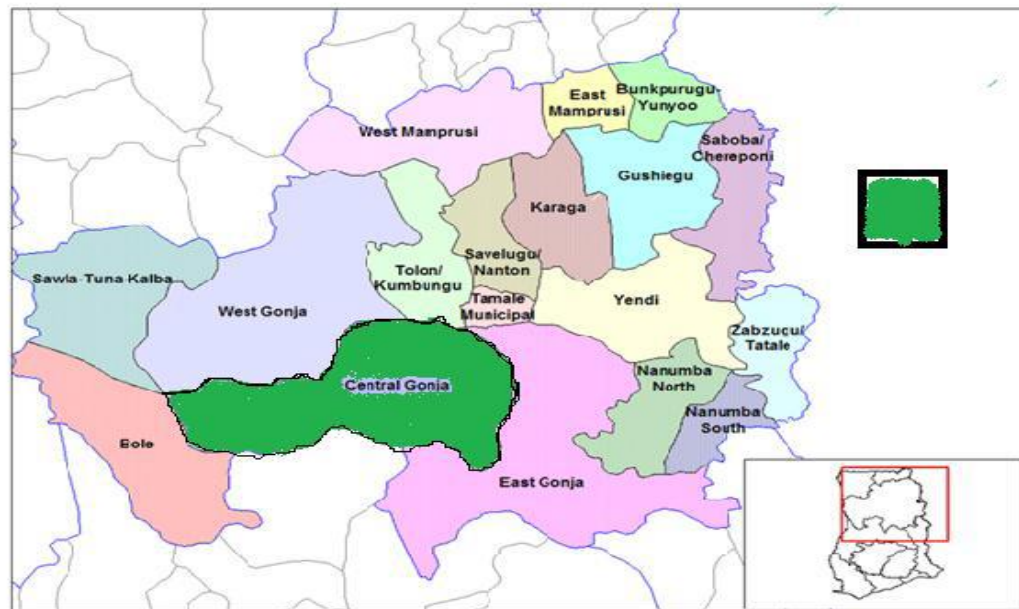 East
Mamprusi
Bunkpurugu-
Yunyoo
West Mamprusi
Saboba/
Chereponi
Gushiegu
Karaga
Savelugu/
Nanton
Sawla-Tuna Kalba
Tolon/
Kumbungu
West Gonja
Tamale
Municipal
Yendi
Zabzugu/
Tatale
Nanumba
North
Central Gonja
Nanumba
South
Bole
East Gonja